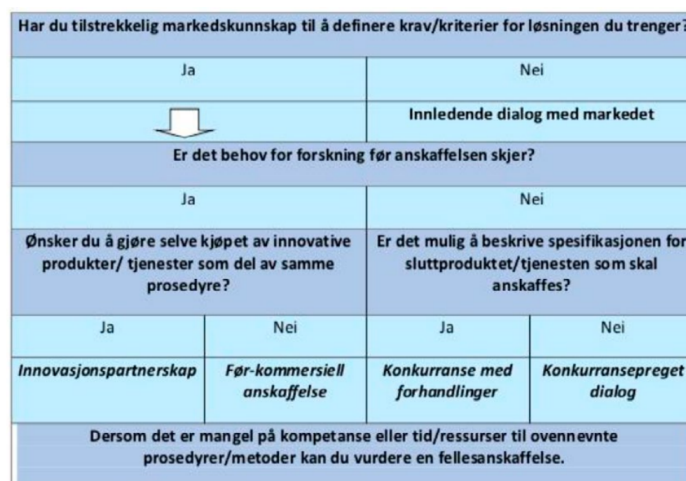 Har du tilstrekkelig markedskunnskap til å definere krav/kriterier for løsningen du trenger?
Ja
Nei
Innledende dialog med markedet
Er det behov for forskning før anskaffelsen skjer?
Ja
Nei
Ønsker du å gjøre selve kjøpet av innovative
produkter/ tjenester som del av samme
prosedyre?
Er det mulig å beskrive spesifikasjonen for
sluttproduktet/tjenesten som skal
anskaffes?
Ja
Nei
Ja
Nei
Innovasjonspartnerskap
Før-kommersiell
anskaffelse
Konkurranse med
forhandlinger
Konkurransepreget
dialog
Dersom det er mangel på kompetanse eller tid/ressurser til ovennevnte
prosedyrer/metoder kan du vurdere en fellesanskaffelse.